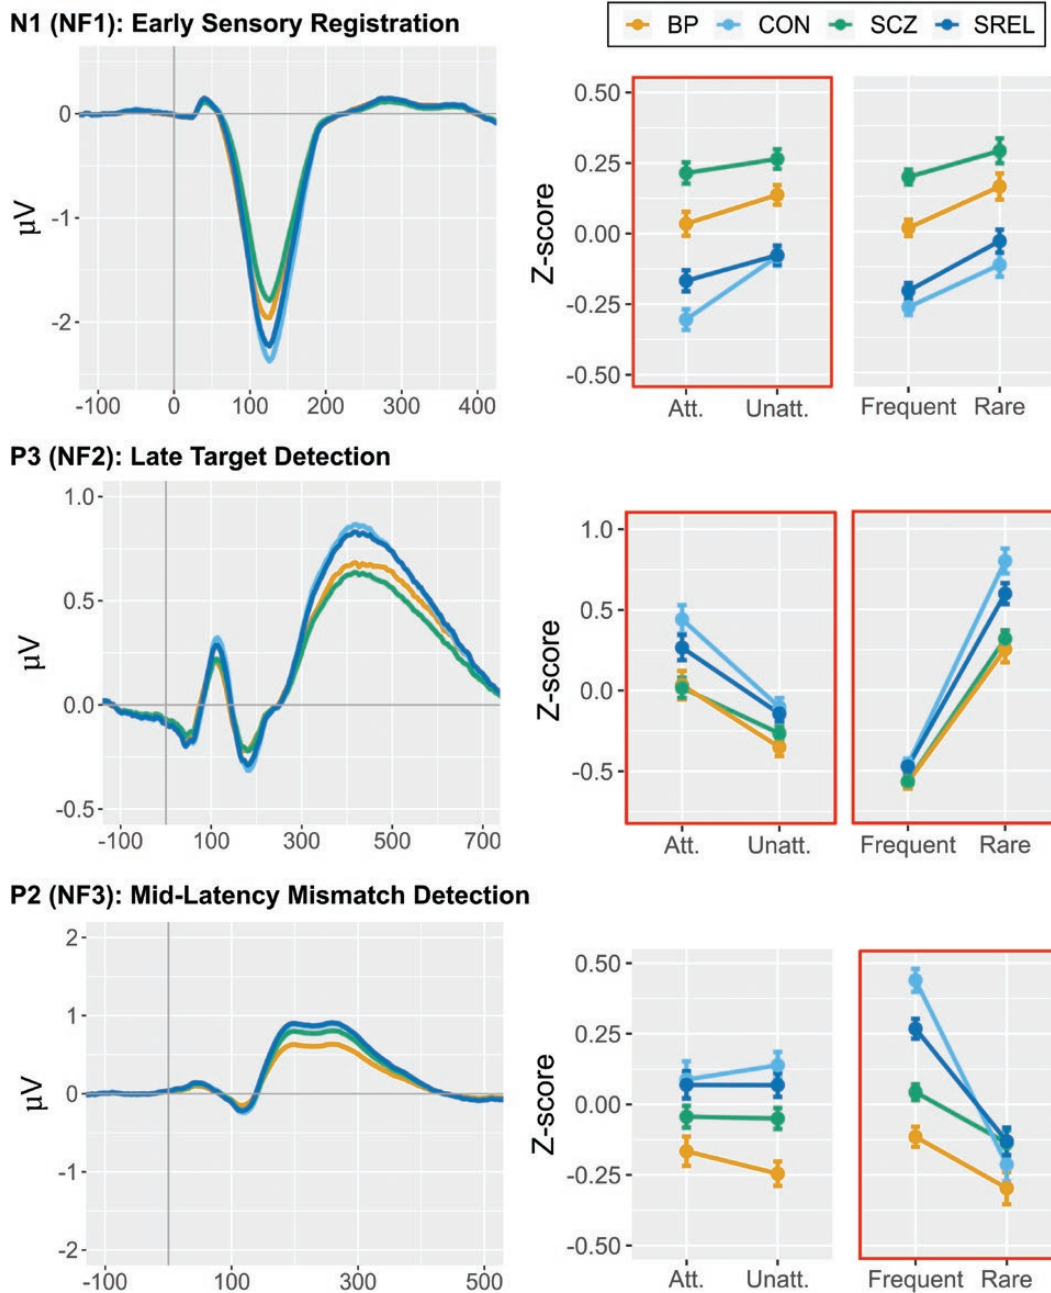 N1 (NF1): Early Sensory Registration
BP CON SCZ SREL
0
-1
-2
µV
-100 0 100 200 300 400
0.50
0.25
0.00
-0.25
-0.50
Z-score
Att. Unatt.
Frequent Rare
P3 (NF2): Late Target Detection
1.0
0.5
0.0
-0.5
µV
-100 100 300 500 700
1.0
0.5
0.0
-0.5
Z-score
Att. Unatt.
Frequent Rare
P2 (NF3): Mid-Latency Mismatch Detection
2
1
0
-1
-2
µV
-100 100 300 500
0.50
0.25
0.00
-0.25
-0.50
Z-score
Att. Unatt.
Frequent Rare